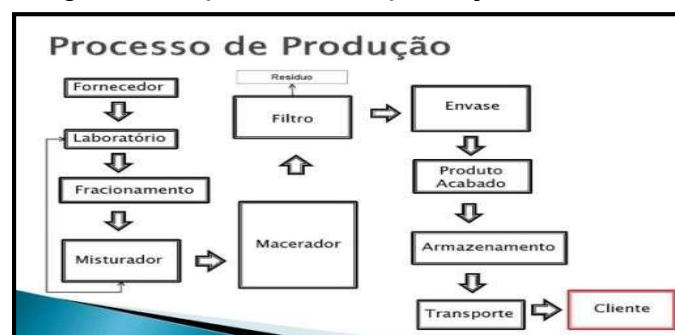 Processo de Produção
Fornecedor
Laboratório
Fracionamento
Misturador
Macerador
Filtro
Resíduo
Envase
Produto
Acabado
Armazenamento
Transporte
Cliente